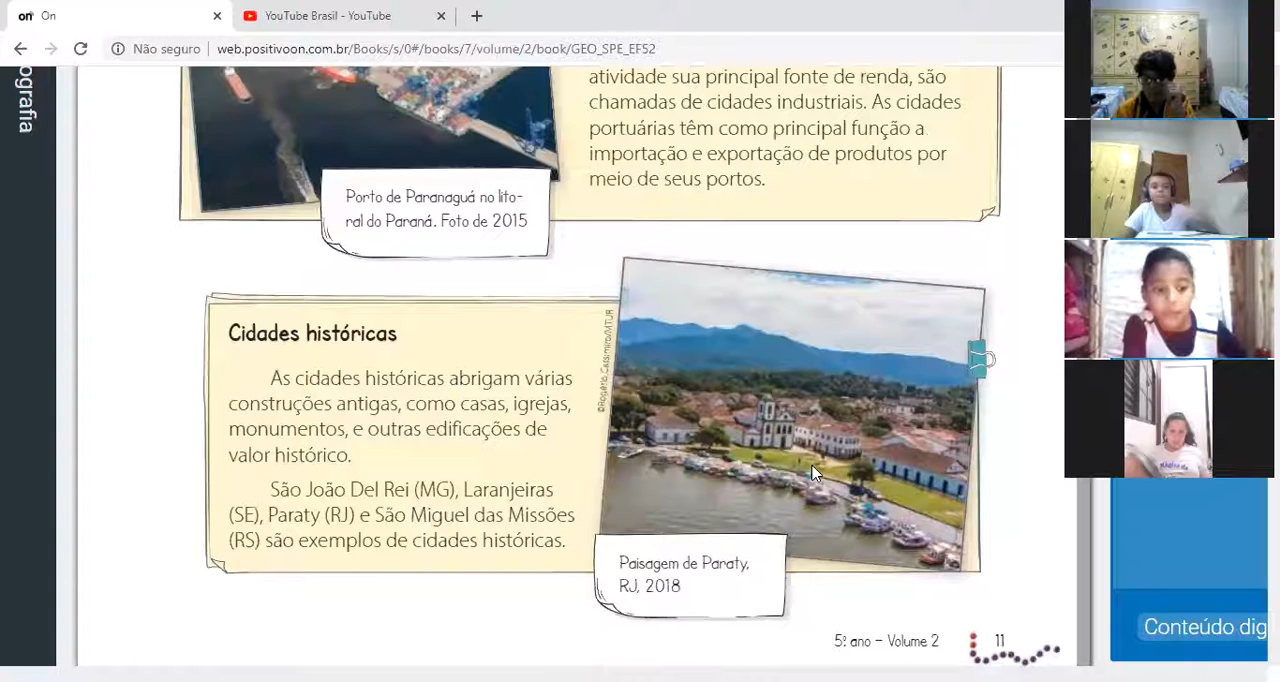 On
YouTube Brasil - YouTube
Não seguro
web.positivoon.com.br/Books/s/0#/books/7/volume/2/book/GEO_SPE_EF52
ografia
atividade sua principal fonte de renda, são
chamadas de cidades industriais. As cidades
portuárias têm como principal função a
importação e exportação de produtos por
meio de seus portos.
Porto de Paranaguá no lito-
ral do Paraná. Foto de 2015
Cidades históricas
As cidades históricas abrigam várias
construções antigas, como casas, igrejas,
monumentos, e outras edificações de
valor histórico.
São João Del Rei (MG), Laranjeiras
(SE), Paraty (RJ) e São Miguel das Missões
(RS) são exemplos de cidades históricas.
©Rogério Cassimiro/MTUR
Paisagem de Paraty,
RJ, 2018
5º. ano – Volume 2
11
Conteúdo dig